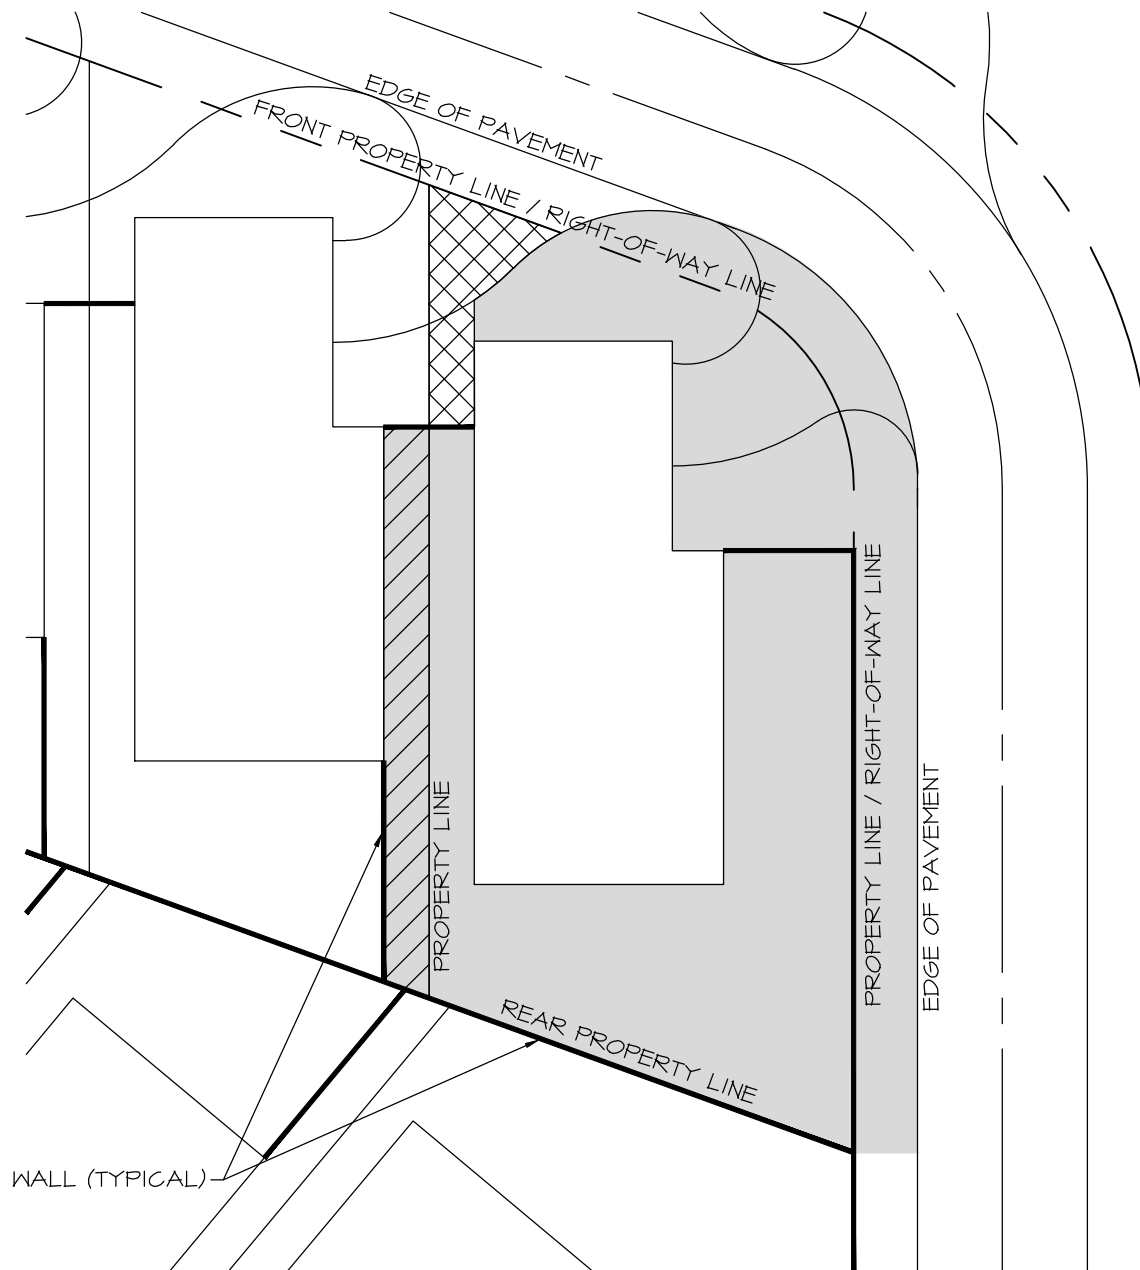 EDGE OF PAVEMENT
FRONT PROPERTY LINE / RIGHT-OF-WAY LINE
PROPERTY LINE / RIGHT-OF-WAY LINE
EDGE OF PAVEMENT
PROPERTY LINE
REAR PROPERTY LINE
WALL (TYPICAL)